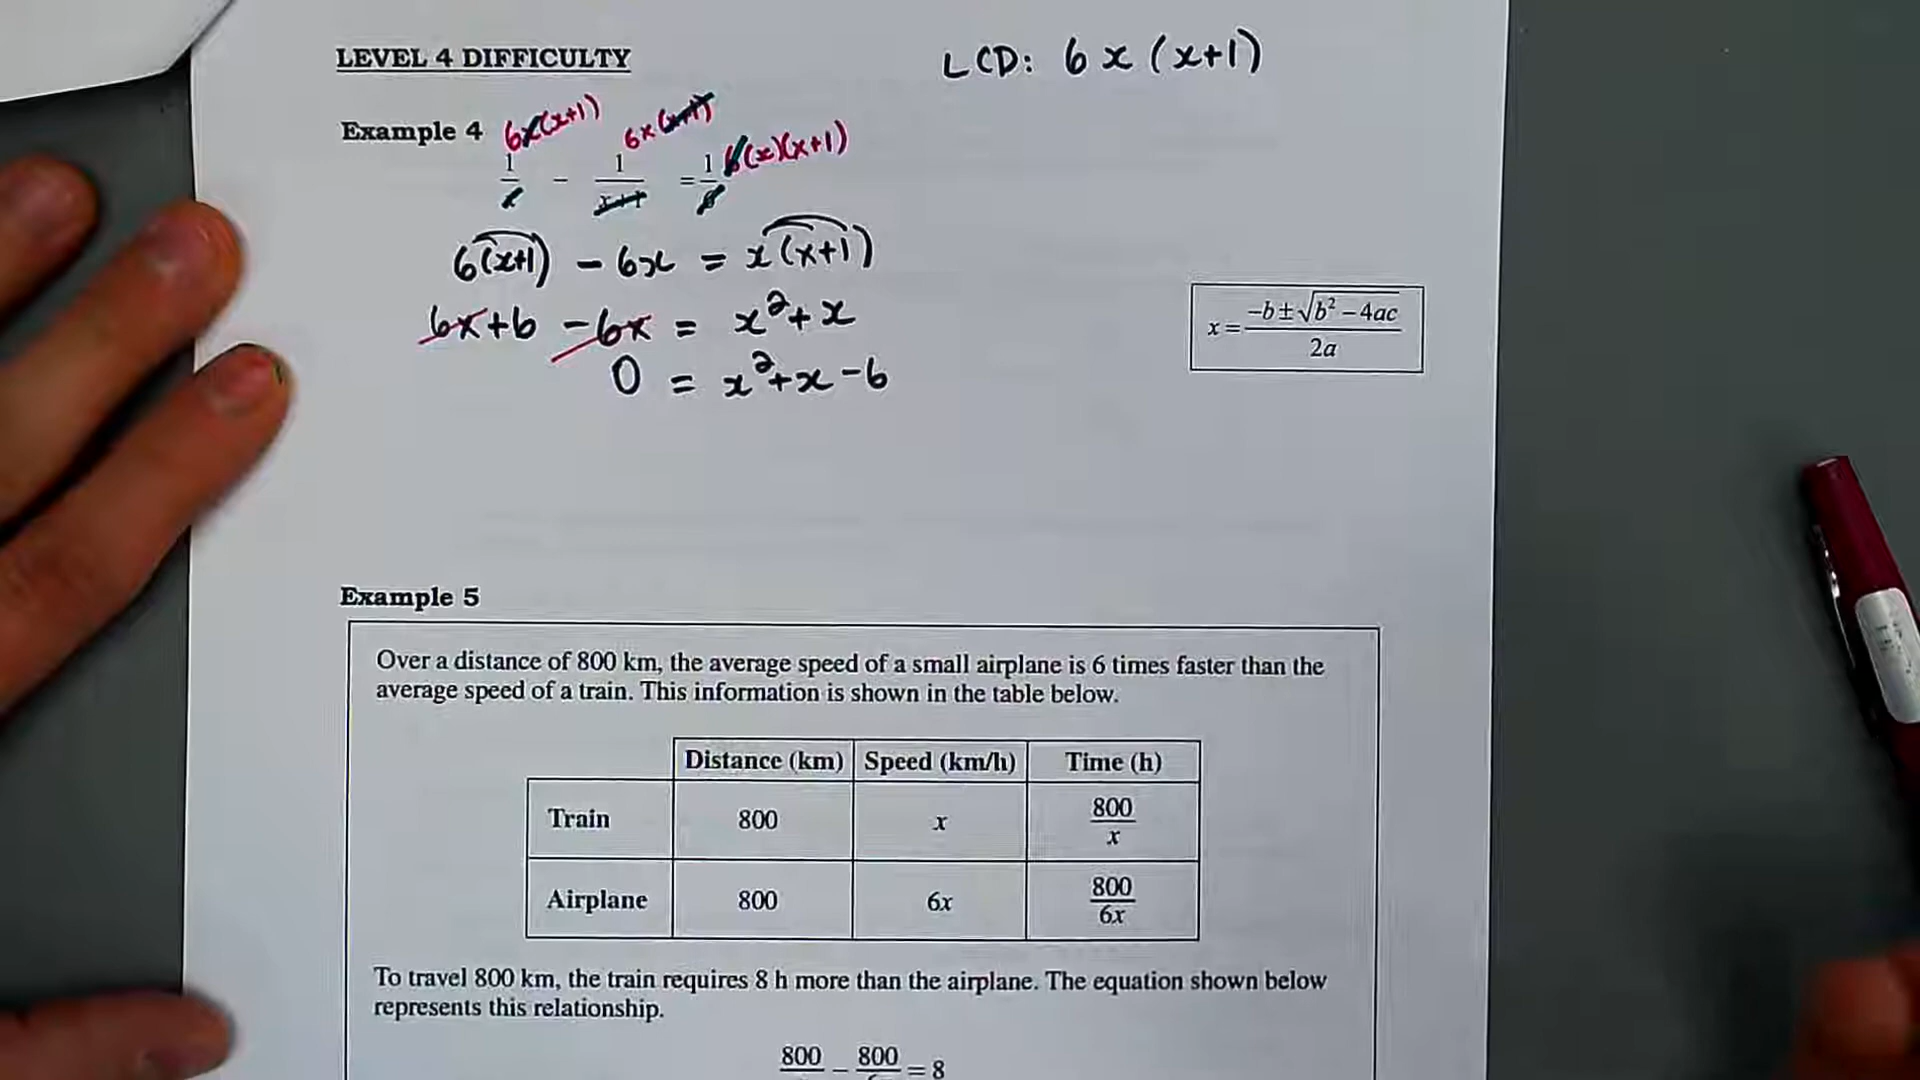 LEVEL 4 DIFFICULTY
LCD: 6x(x+1)
Example 4
6x(x+1) 6x(x+1) 6(x)(x+1)
1/x - 1/(x+1) = 1/6
6(x+1) - 6x = x(x+1)
6x+6 -6x = x²+x
0 = x²+x-6
x = (-b±√(b²-4ac))/(2a)
Example 5
Over a distance of 800 km, the average speed of a small airplane is 6 times faster than the
average speed of a train. This information is shown in the table below.
Distance (km) Speed (km/h) Time (h)
Train 800 x 800/x
Airplane 800 6x 800/6x
To travel 800 km, the train requires 8 h more than the airplane. The equation shown below
represents this relationship.
800 - 800 = 8